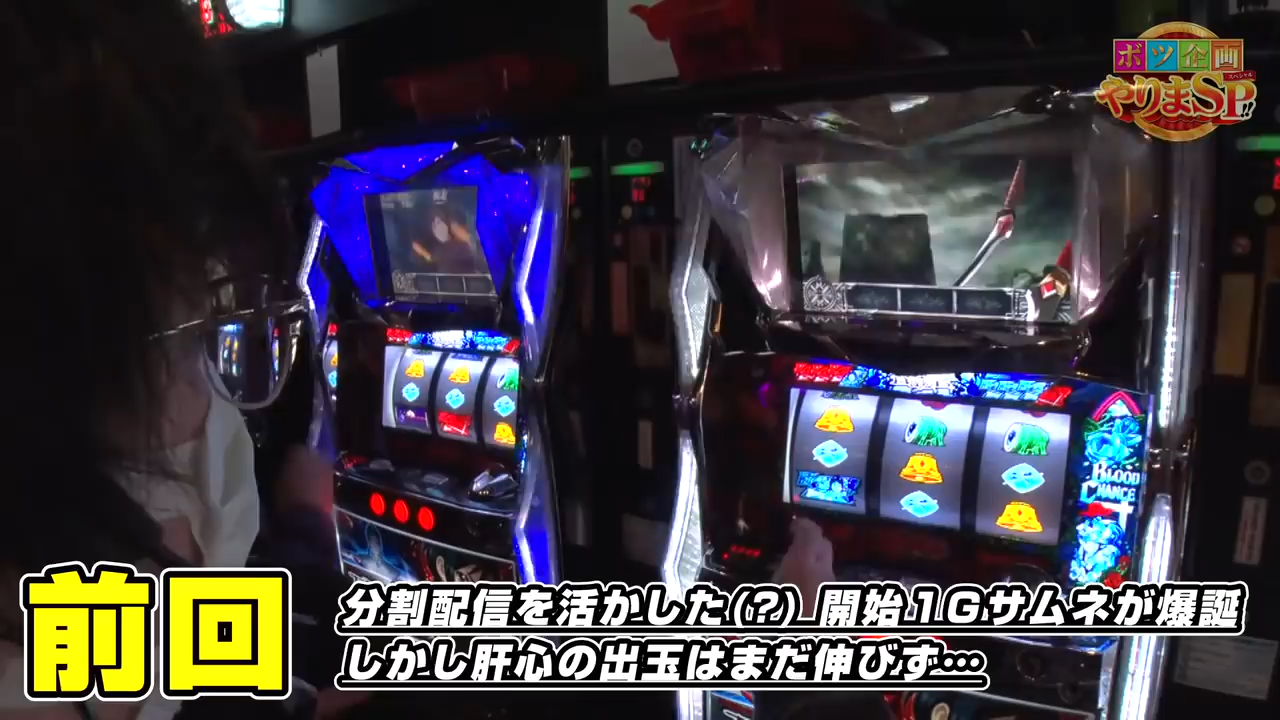 ボツ企画
スペシャル
やりまSP!!
BLOOD
CHANCE
前回
分割配信を活かした(?) 開始1Gサムネが爆誕
しかし肝心の出玉はまだ伸びず…